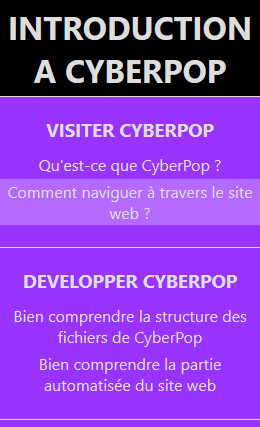 INTRODUCTION
A CYBERPOP
VISITER CYBERPOP
Qu'est-ce que CyberPop ?
Comment naviguer à travers le site
web ?
DEVELOPPER CYBERPOP
Bien comprendre la structure des
fichiers de CyberPop
Bien comprendre la partie
automatisée du site web